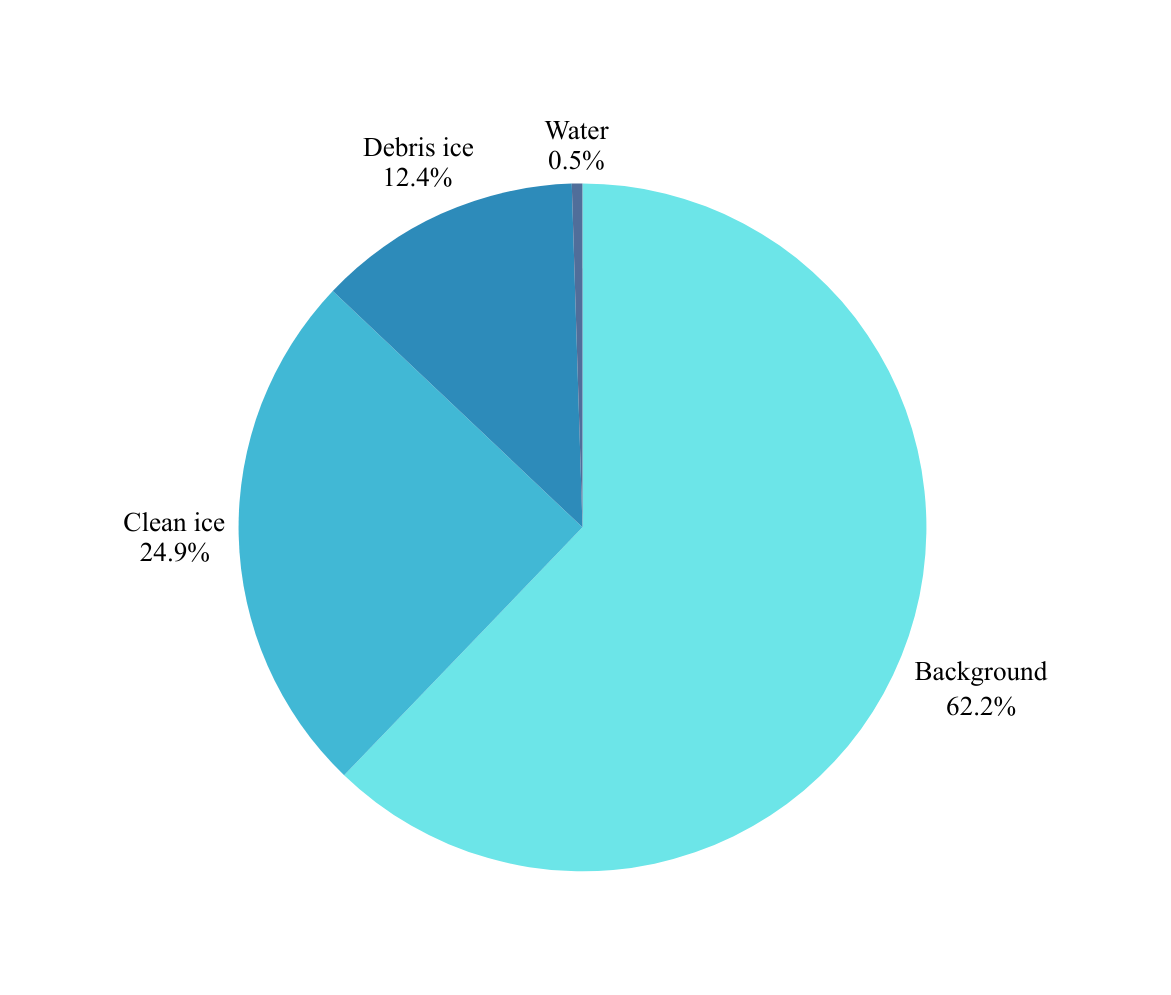 Water
0.5%
Debris ice
12.4%
Clean ice
24.9%
Background
62.2%